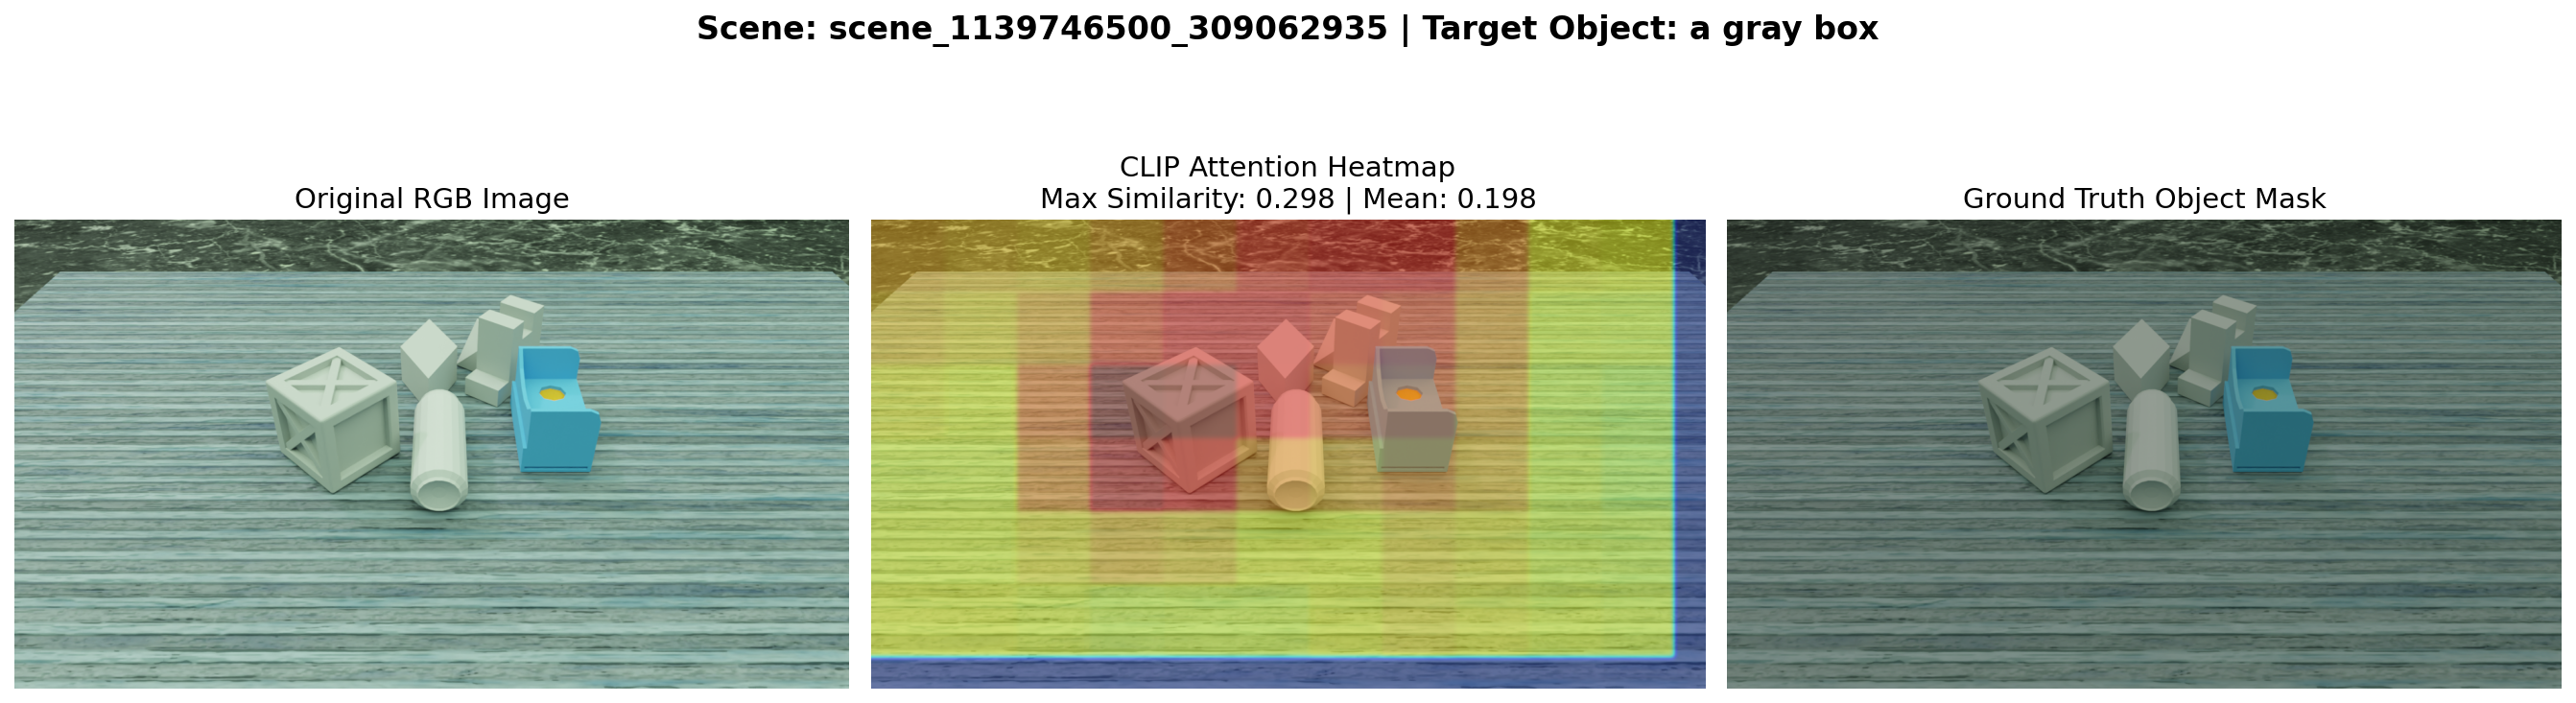 Scene: scene_1139746500_309062935 | Target Object: a gray box
Original RGB Image
CLIP Attention Heatmap
Max Similarity: 0.298 | Mean: 0.198
Ground Truth Object Mask